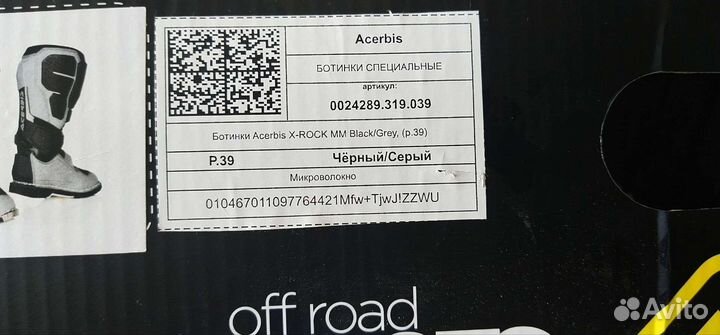 Acerbis
БОТИНКИ СПЕЦИАЛЬНЫЕ
артикул:
0024289.319.039
Ботинки Acerbis X-ROCK MM Black/Grey, (р.39)
Р.39 Чёрный/Серый
Микроволокно
010467011097764421Mfw+TjwJ!ZZWU
ACERBIS
off road
Avito